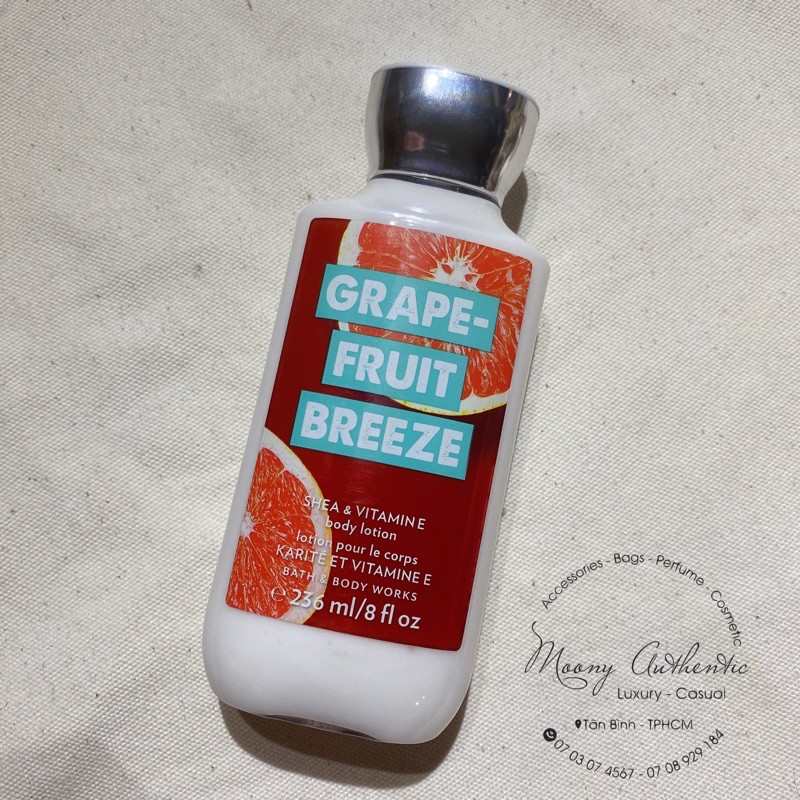 GRAPE-
FRUIT
BREEZE
SHEA & VITAMIN E
body lotion
lotion pour le corps
KARITÉ ET VITAMINE E
BATH & BODY WORKS
℮ 236 ml/8 fl oz
Accessories - Bags - Perfume - Cosmetic
Moony Authentic
Luxury - Casual
Tân Bình - TPHCM
07 03 07 4567 - 07 08 929 184